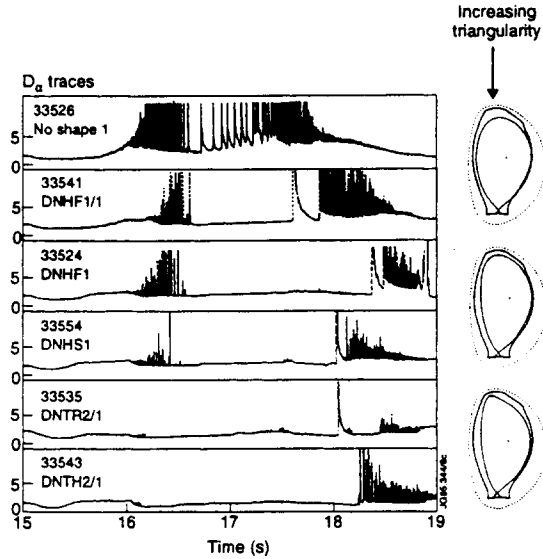 Increasing
triangularity
Dα traces
33526
No shape 1
5
0
33541
DNHF1/1
5
0
33524
DNHF1
5
0
33554
DNHS1
5
0
33535
DNTR2/1
5
0
33543
DNTH2/1
5
0
15 16 17 18 19
Time (s)
JG95.344/8c